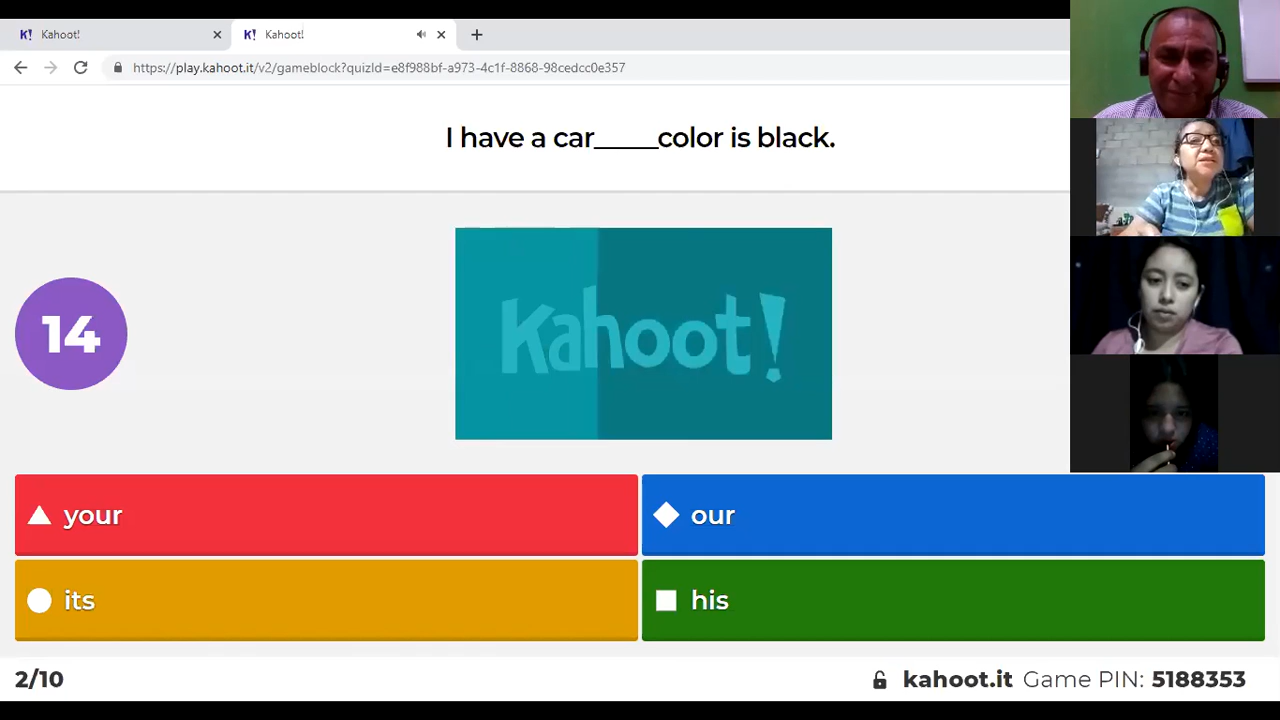 K! Kahoot!
K! Kahoot!
https://play.kahoot.it/v2/gameblock?quizId=e8f988bf-a973-4c1f-8868-98cedcc0e357
I have a car_____color is black.
14
Kahoot!
your
our
its
his
2/10
kahoot.it Game PIN: 5188353